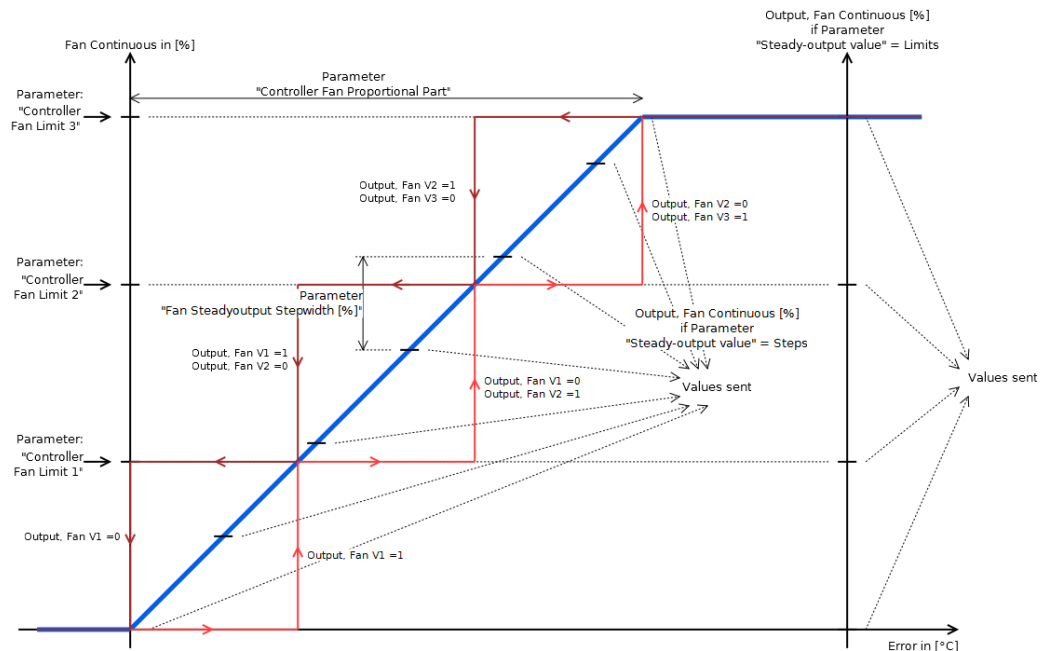 Output, Fan Continuous [%]
if Parameter
"Steady-output value" = Limits
Fan Continuous in [%]
Parameter
"Controller Fan Proportional Part"
Parameter:
"Controller
Fan Limit 3"
Output, Fan V2 =1
Output, Fan V3 =0
Output, Fan V2 =0
Output, Fan V3 =1
Parameter:
"Controller
Fan Limit 2"
Parameter
"Fan Steadyoutput Stepwidth [%]"
Output, Fan Continuous [%]
if Parameter
"Steady-output value" = Steps
Output, Fan V1 =1
Output, Fan V2 =0
Output, Fan V1 =0
Output, Fan V2 =1
Values sent
Values sent
Parameter:
"Controller
Fan Limit 1"
Output, Fan V1 =0
Output, Fan V1 =1
Error in [°C]